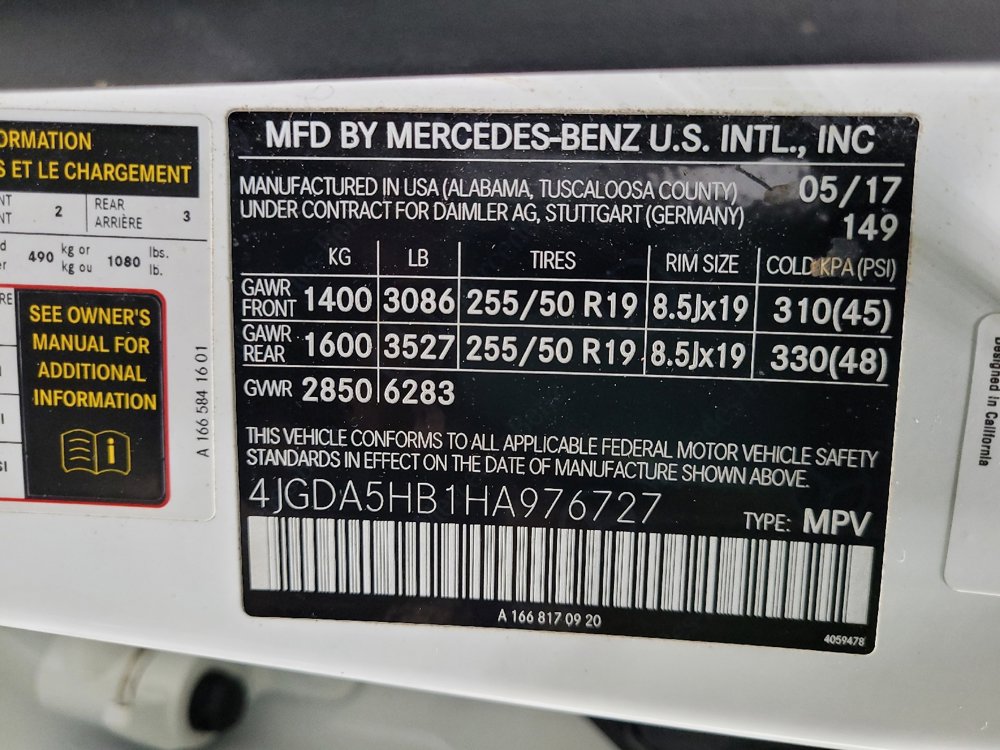 ORMATION
S ET LE CHARGEMENT
2
REAR
ARRIÈRE
3
490
kg or
kg ou
1080
lbs.
lb.
SEE OWNER'S
MANUAL FOR
ADDITIONAL
INFORMATION
A 166 584 16 01
MFD BY MERCEDES-BENZ U.S. INTL., INC
MANUFACTURED IN USA (ALABAMA, TUSCALOOSA COUNTY) 05/17
UNDER CONTRACT FOR DAIMLER AG, STUTTGART (GERMANY) 149
KG LB TIRES RIM SIZE COLD KPA (PSI)
GAWR
FRONT 1400 3086 255/50 R19 8.5Jx19 310(45)
GAWR
REAR 1600 3527 255/50 R19 8.5Jx19 330(48)
GVWR 2850 6283
THIS VEHICLE CONFORMS TO ALL APPLICABLE FEDERAL MOTOR VEHICLE SAFETY
STANDARDS IN EFFECT ON THE DATE OF MANUFACTURE SHOWN ABOVE.
4JGDA5HB1HA976727
TYPE: MPV
A 166 817 09 20
4059478
Designed in California